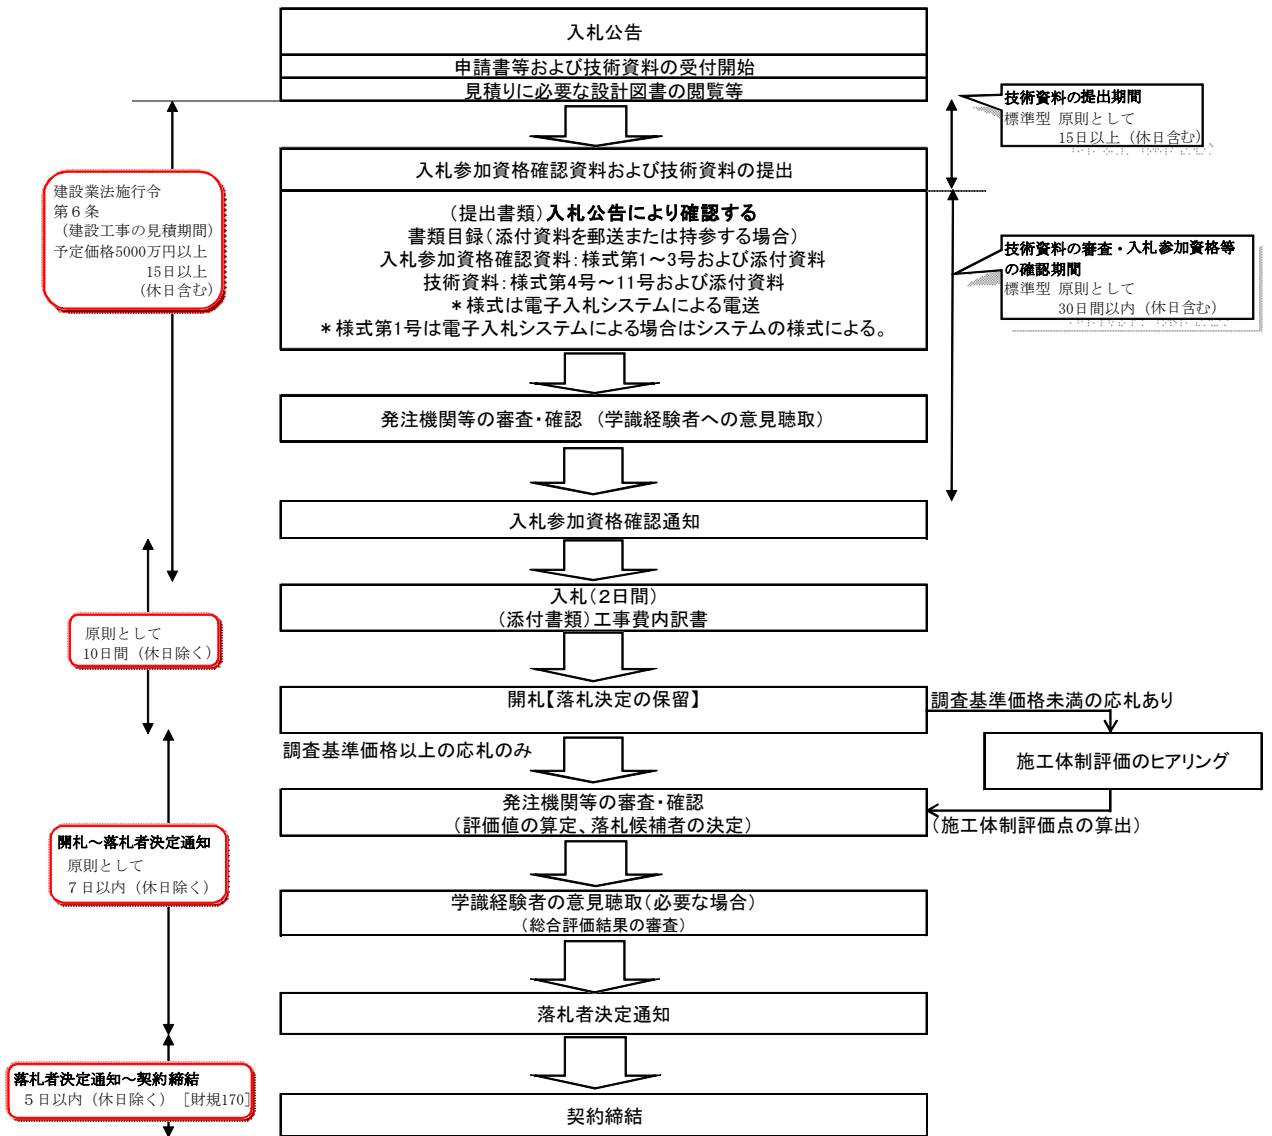 入札公告
申請書等および技術資料の受付開始
見積りに必要な設計図書の閲覧等
技術資料の提出期間
標準型 原則として
15日以上（休日含む）
入札参加資格確認資料および技術資料の提出
（提出書類）入札公告により確認する
書類目録（添付資料を郵送または持参する場合）
入札参加資格確認資料：様式第1～3号および添付資料
技術資料：様式第4号～11号および添付資料
＊様式は電子入札システムによる電送
＊様式第1号は電子入札システムによる場合はシステムの様式による。
建設業法施行令
第６条
（建設工事の見積期間）
予定価格5000万円以上
15日以上
（休日含む）
技術資料の審査・入札参加資格等
の確認期間
標準型 原則として
30日間以内（休日含む）
発注機関等の審査・確認 （学識経験者への意見聴取）
入札参加資格確認通知
入札（２日間）
（添付書類）工事費内訳書
原則として
10日間（休日除く）
開札【落札決定の保留】
調査基準価格未満の応札あり
調査基準価格以上の応札のみ
施工体制評価のヒアリング
発注機関等の審査・確認
（評価値の算定、落札候補者の決定）
（施工体制評価点の算出）
開札～落札者決定通知
原則として
７日以内（休日除く）
学識経験者の意見聴取（必要な場合）
（総合評価結果の審査）
落札者決定通知
落札者決定通知～契約締結
５日以内（休日除く）［財規170］
契約締結